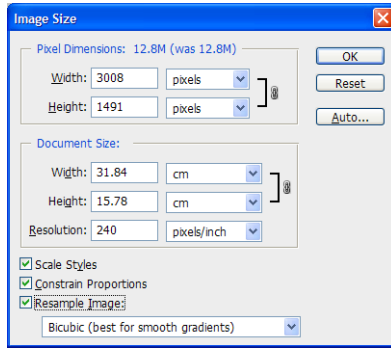 Image Size
Pixel Dimensions: 12.8M (was 12.8M)
Width: 3008 pixels
Height: 1491 pixels
OK
Reset
Auto...
Document Size:
Width: 31.84 cm
Height: 15.78 cm
Resolution: 240 pixels/inch
Scale Styles
Constrain Proportions
Resample Image:
Bicubic (best for smooth gradients)